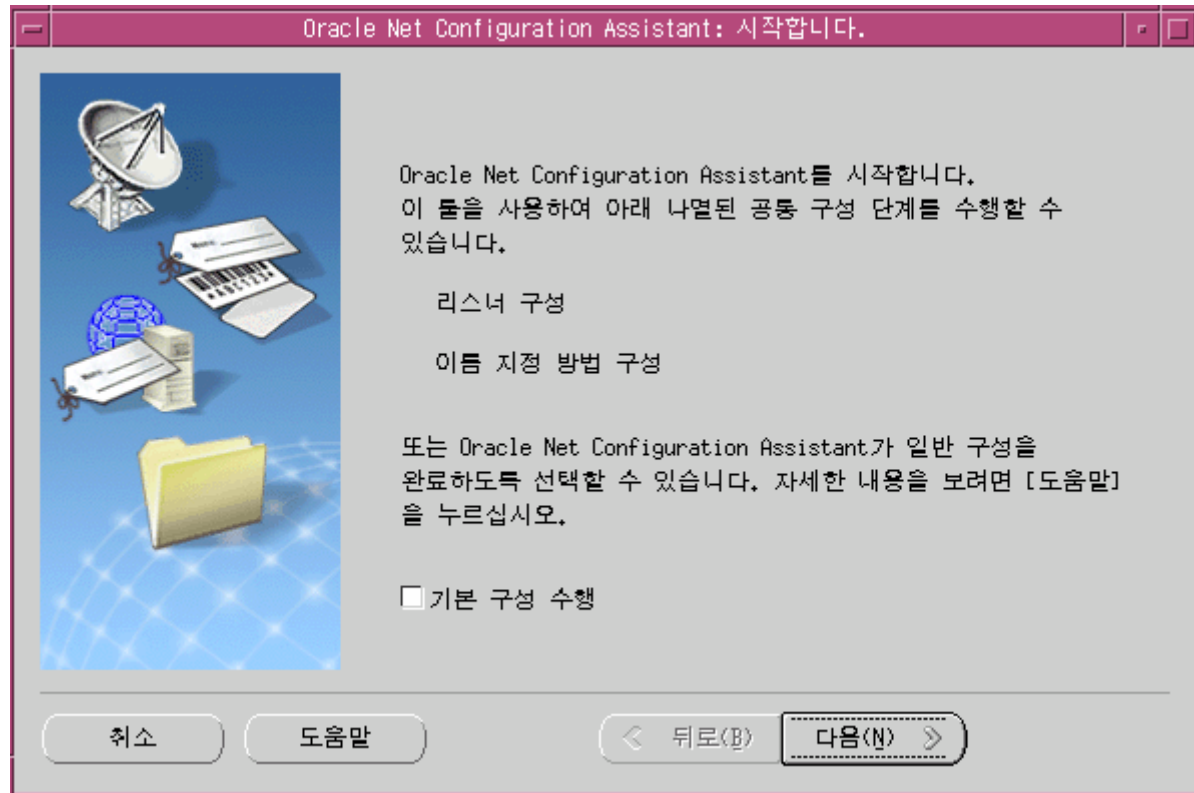 Oracle Net Configuration Assistant: 시작합니다.
Oracle Net Configuration Assistant를 시작합니다.
이 툴을 사용하여 아래 나열된 공통 구성 단계를 수행할 수
있습니다.
리스너 구성
이름 지정 방법 구성
또는 Oracle Net Configuration Assistant가 일반 구성을
완료하도록 선택할 수 있습니다. 자세한 내용을 보려면 [도움말]
을 누르십시오.
기본 구성 수행
취소
도움말
뒤로(B)
다음(N)